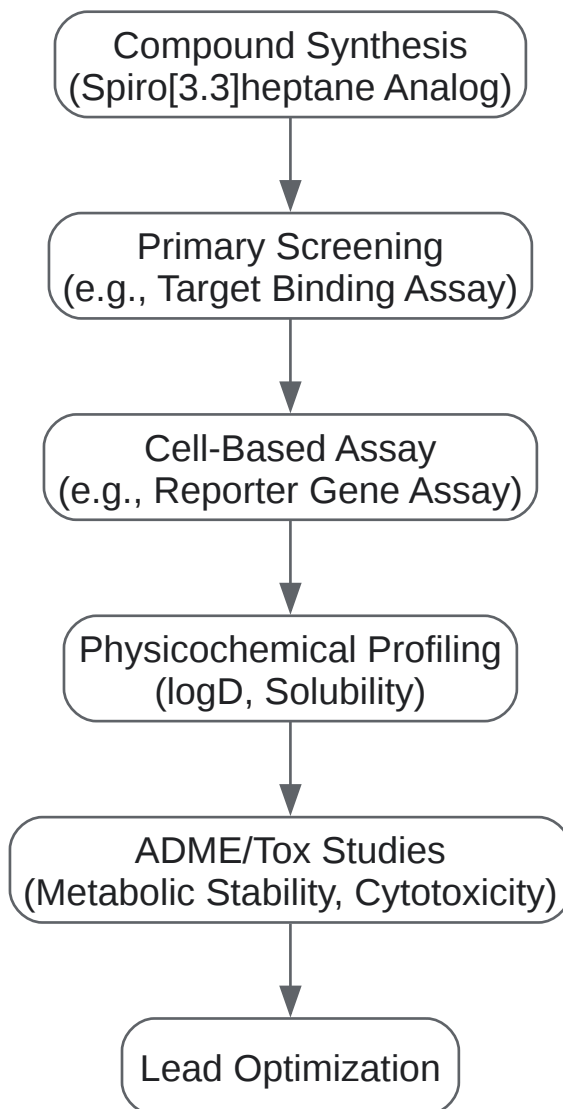 Compound Synthesis
(Spiro[3.3]heptane Analog)
Primary Screening
(e.g., Target Binding Assay)
Cell-Based Assay
(e.g., Reporter Gene Assay)
Physicochemical Profiling
(logD, Solubility)
ADME/Tox Studies
(Metabolic Stability, Cytotoxicity)
Lead Optimization